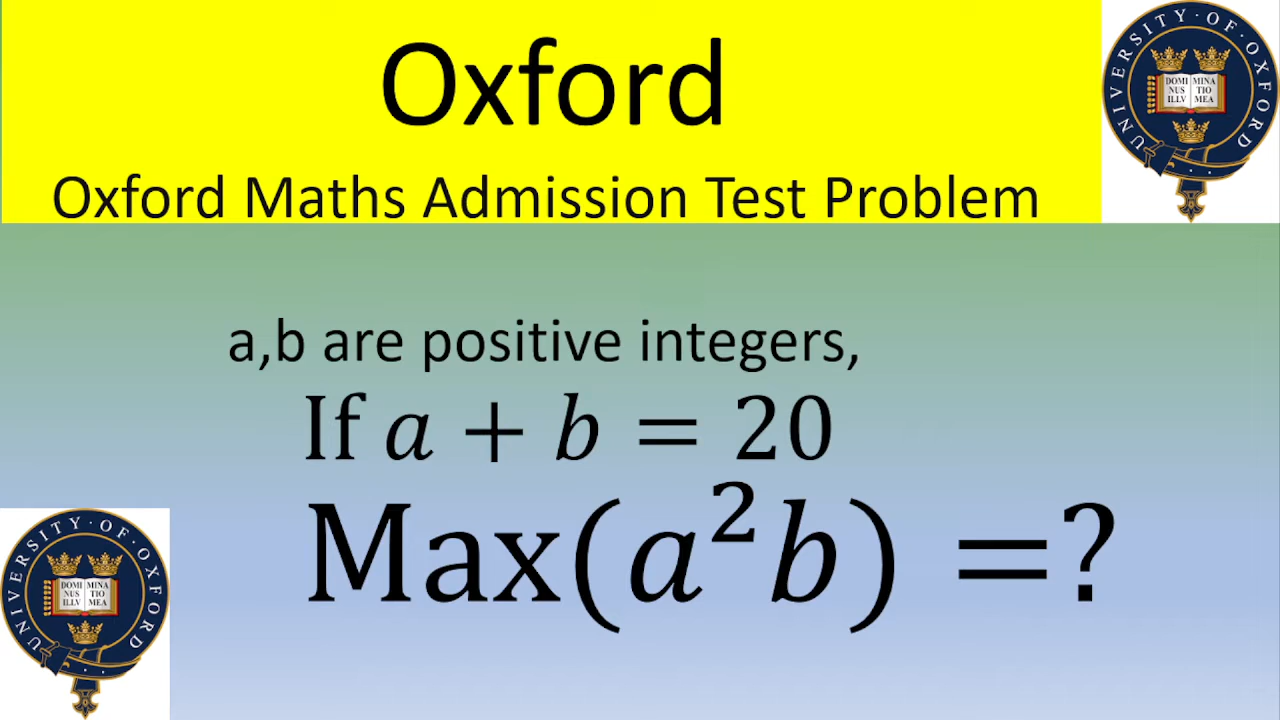 Oxford
Oxford Maths Admission Test Problem
UNIVERSITY·OF·OXFORD
DOMI MINA
NUS TIO
ILLV MEA
a,b are positive integers,
If a + b = 20
Max(a²b) =?
UNIVERSITY·OF·OXFORD
DOMI MINA
NUS TIO
ILLV MEA